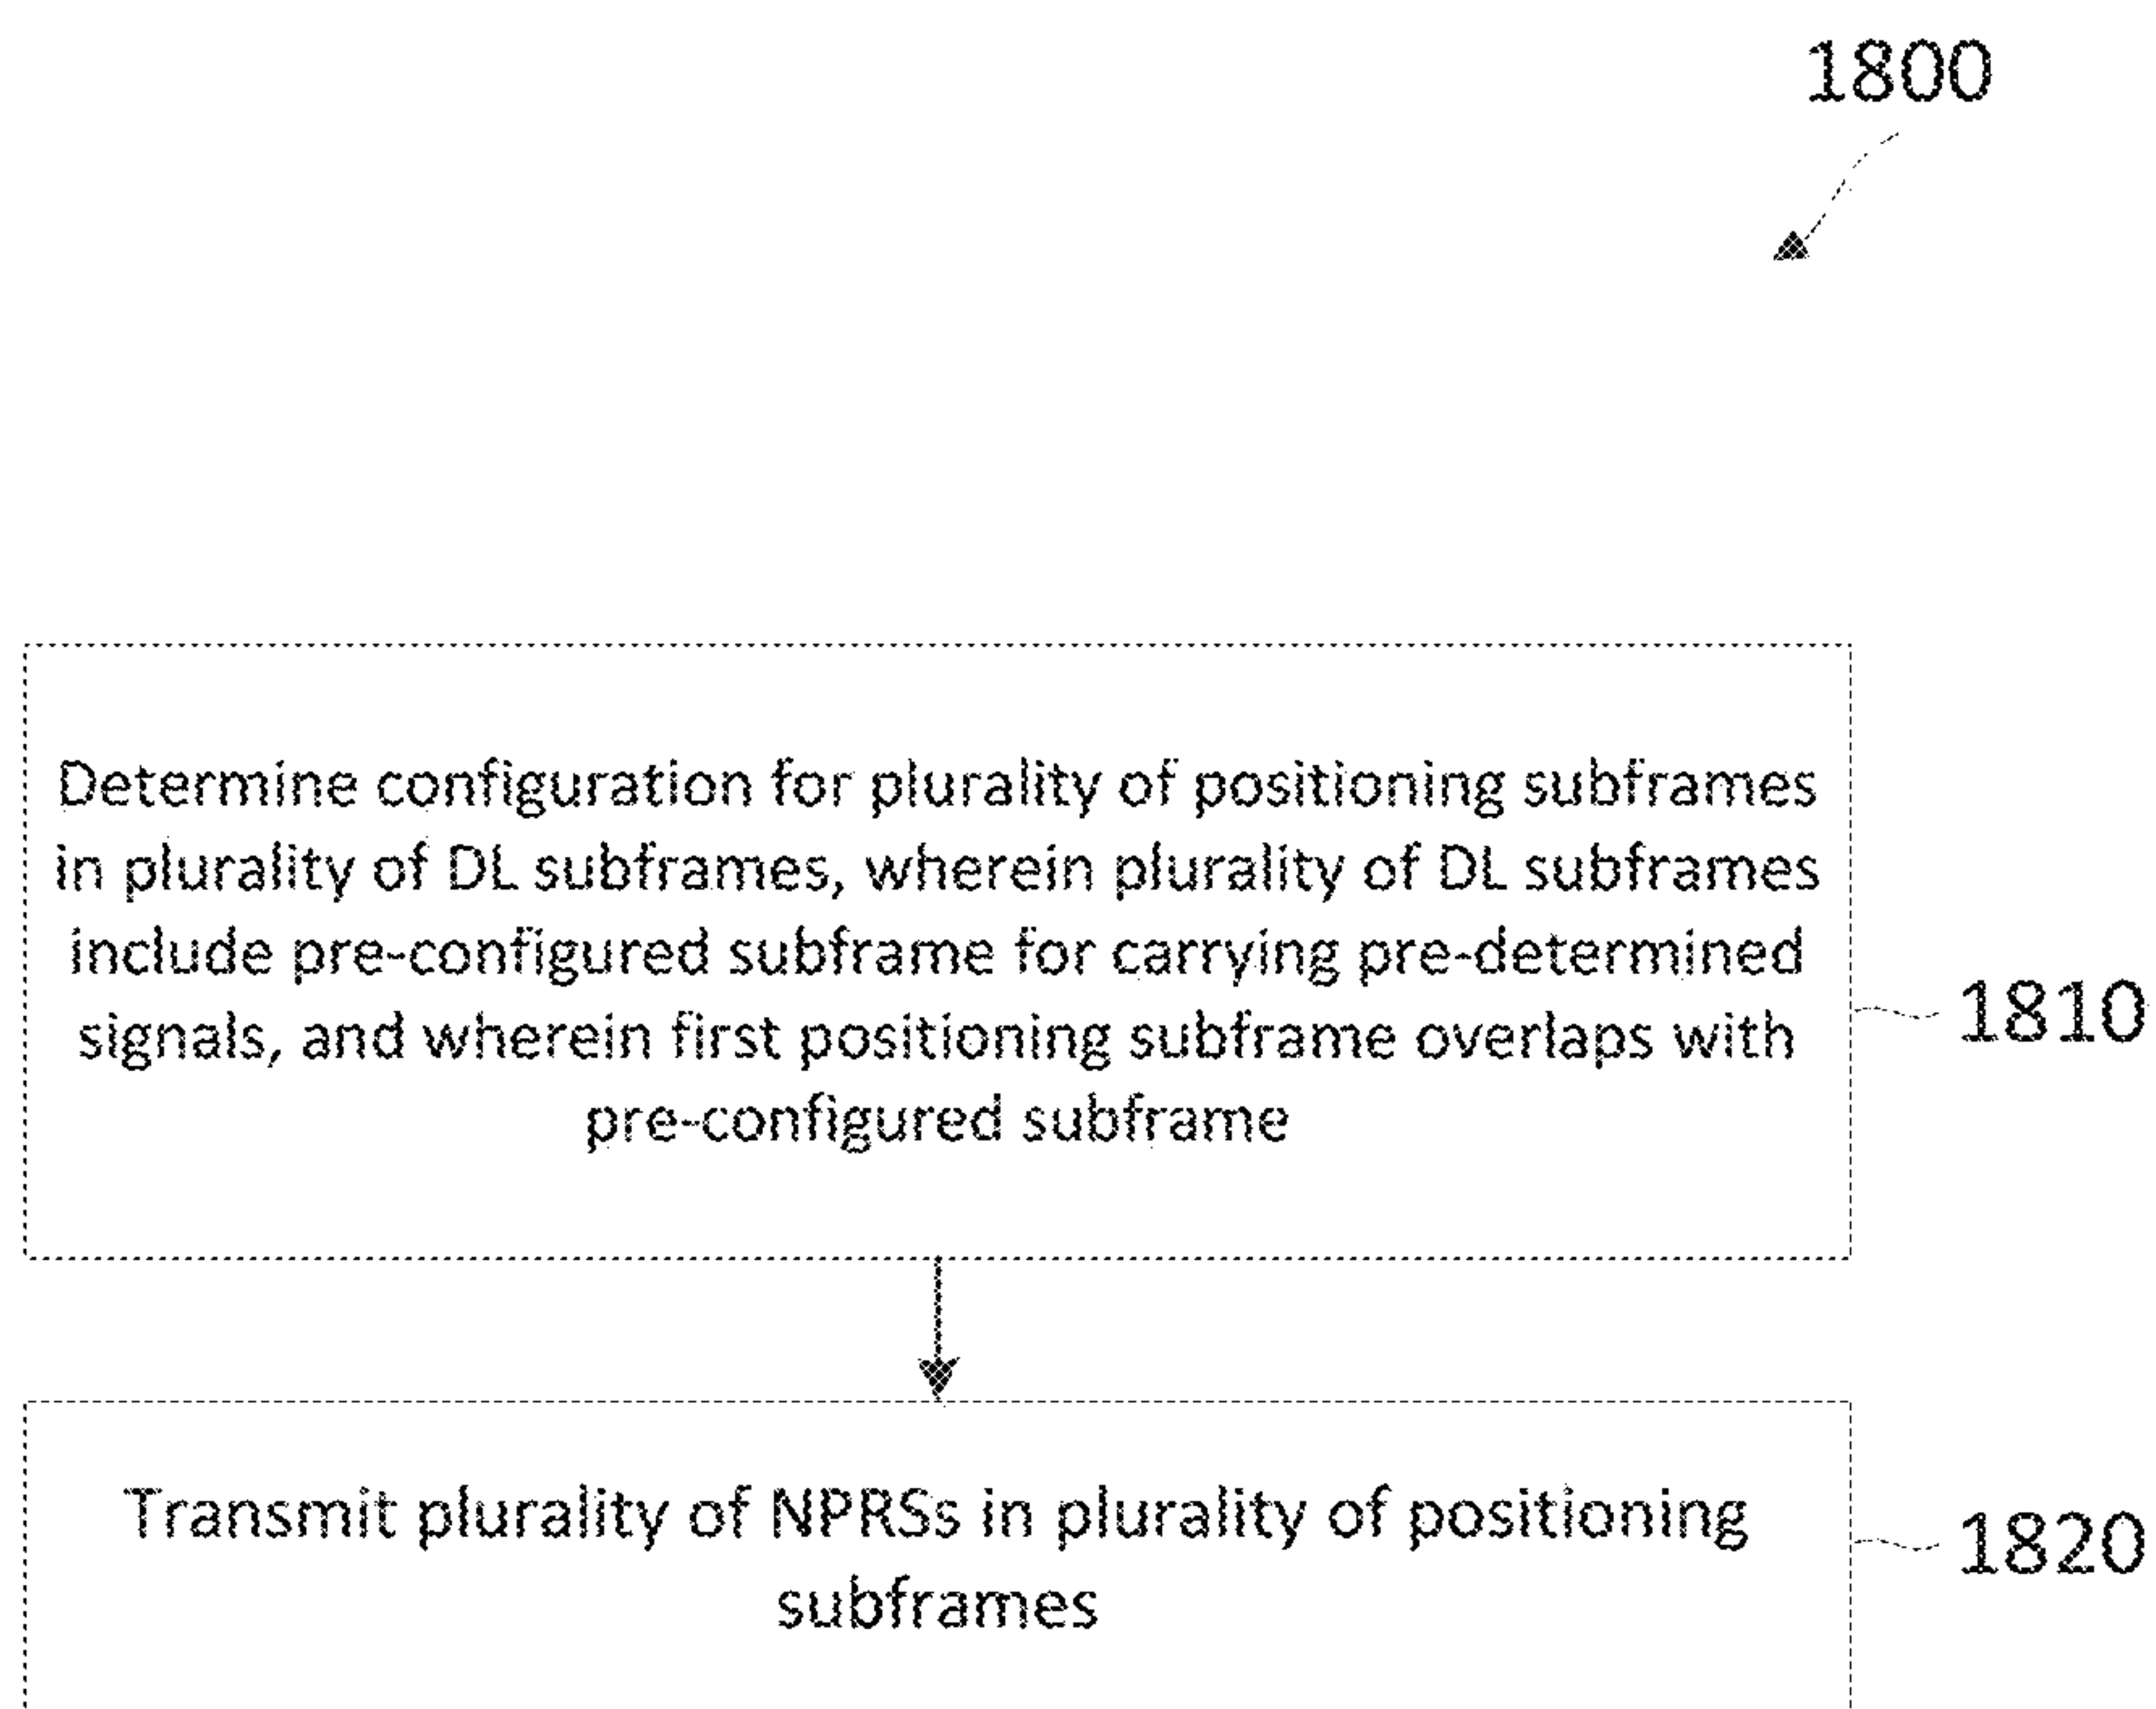 1800
Determine configuration for plurality of positioning subframes
in plurality of DL subframes, wherein plurality of DL subframes
include pre-configured subframe for carrying pre-determined
signals, and wherein first positioning subframe overlaps with
pre-configured subframe
1810
Transmit plurality of NPRSs in plurality of positioning
subframes
1820